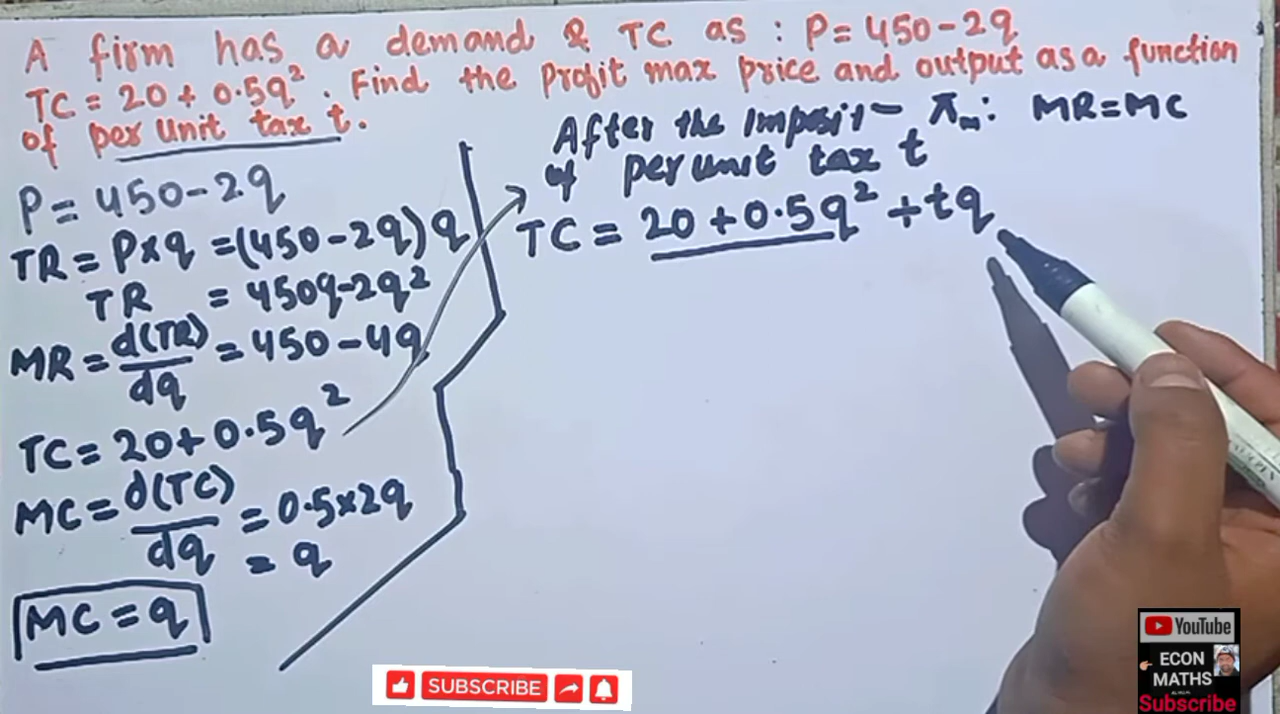 A firm has a demand & TC as : P = 450-2q
TC = 20 + 0.5q². Find the Profit max price and output as a function
of per unit tax t.
P = 450-2q
TR = P×q = (450-2q)q
TR = 450q-2q²
MR = d(TR)/dq = 450-4q
TC = 20+0.5q²
MC = d(TC)/dq = 0.5×2q
= q
MC = q
After the Imposit- πm: MR=MC
of per unit tax t
TC = 20+0.5q²+tq
SUBSCRIBE
YouTube
ECON
MATHS
Subscribe